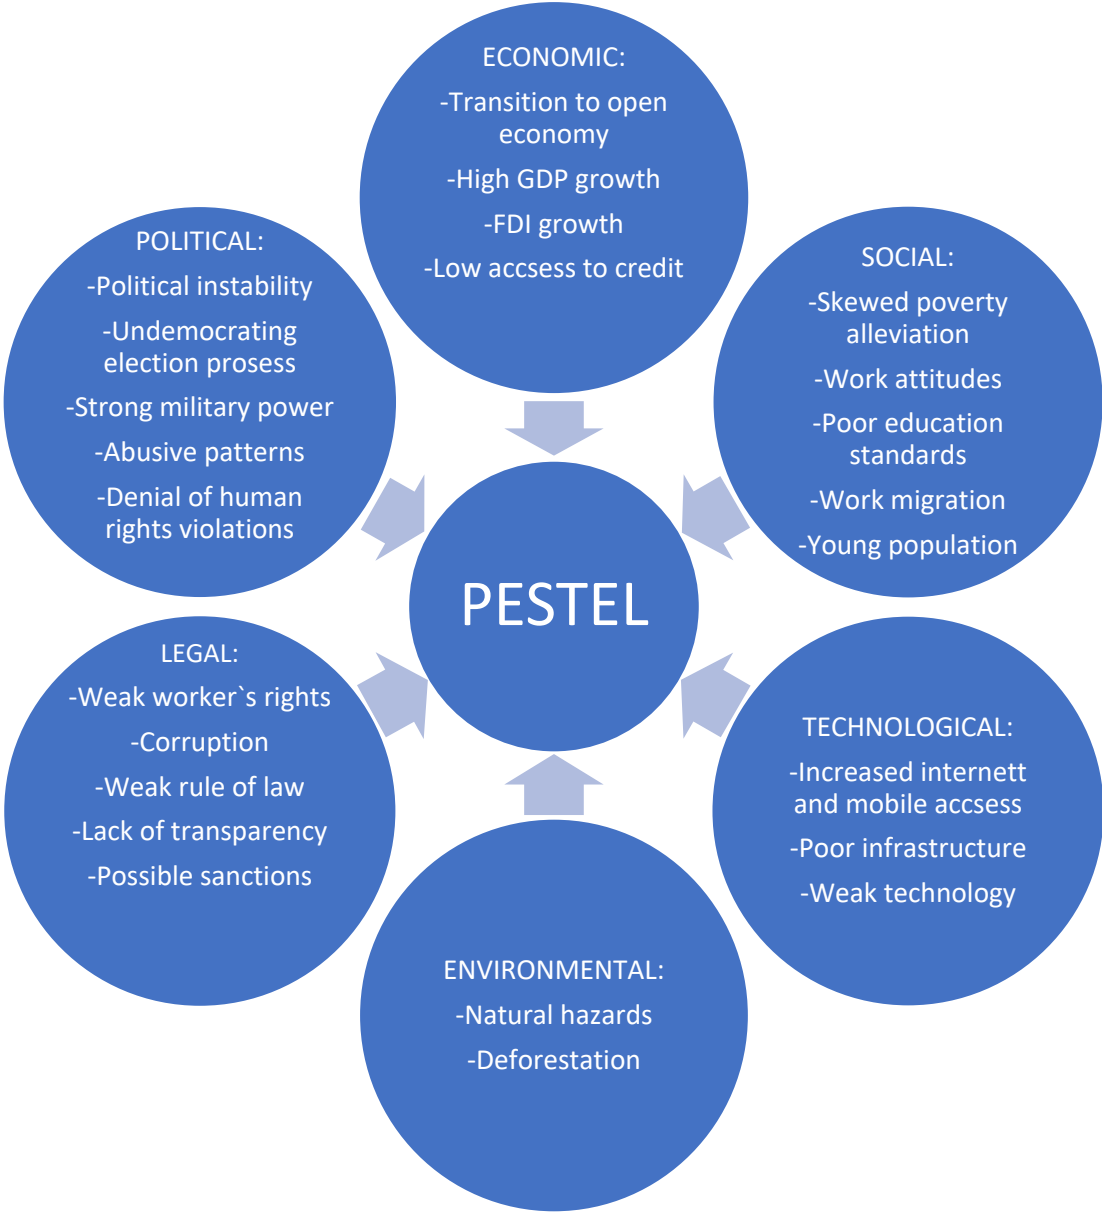 ECONOMIC:
-Transition to open
economy
-High GDP growth
-FDI growth
-Low accsess to credit
POLITICAL:
-Political instability
-Undemocrating
election prosess
-Strong military power
-Abusive patterns
-Denial of human
rights violations
SOCIAL:
-Skewed poverty
alleviation
-Work attitudes
-Poor education
standards
-Work migration
-Young population
PESTEL
LEGAL:
-Weak worker`s rights
-Corruption
-Weak rule of law
-Lack of transparency
-Possible sanctions
TECHNOLOGICAL:
-Increased internett
and mobile accsess
-Poor infrastructure
-Weak technology
ENVIRONMENTAL:
-Natural hazards
-Deforestation